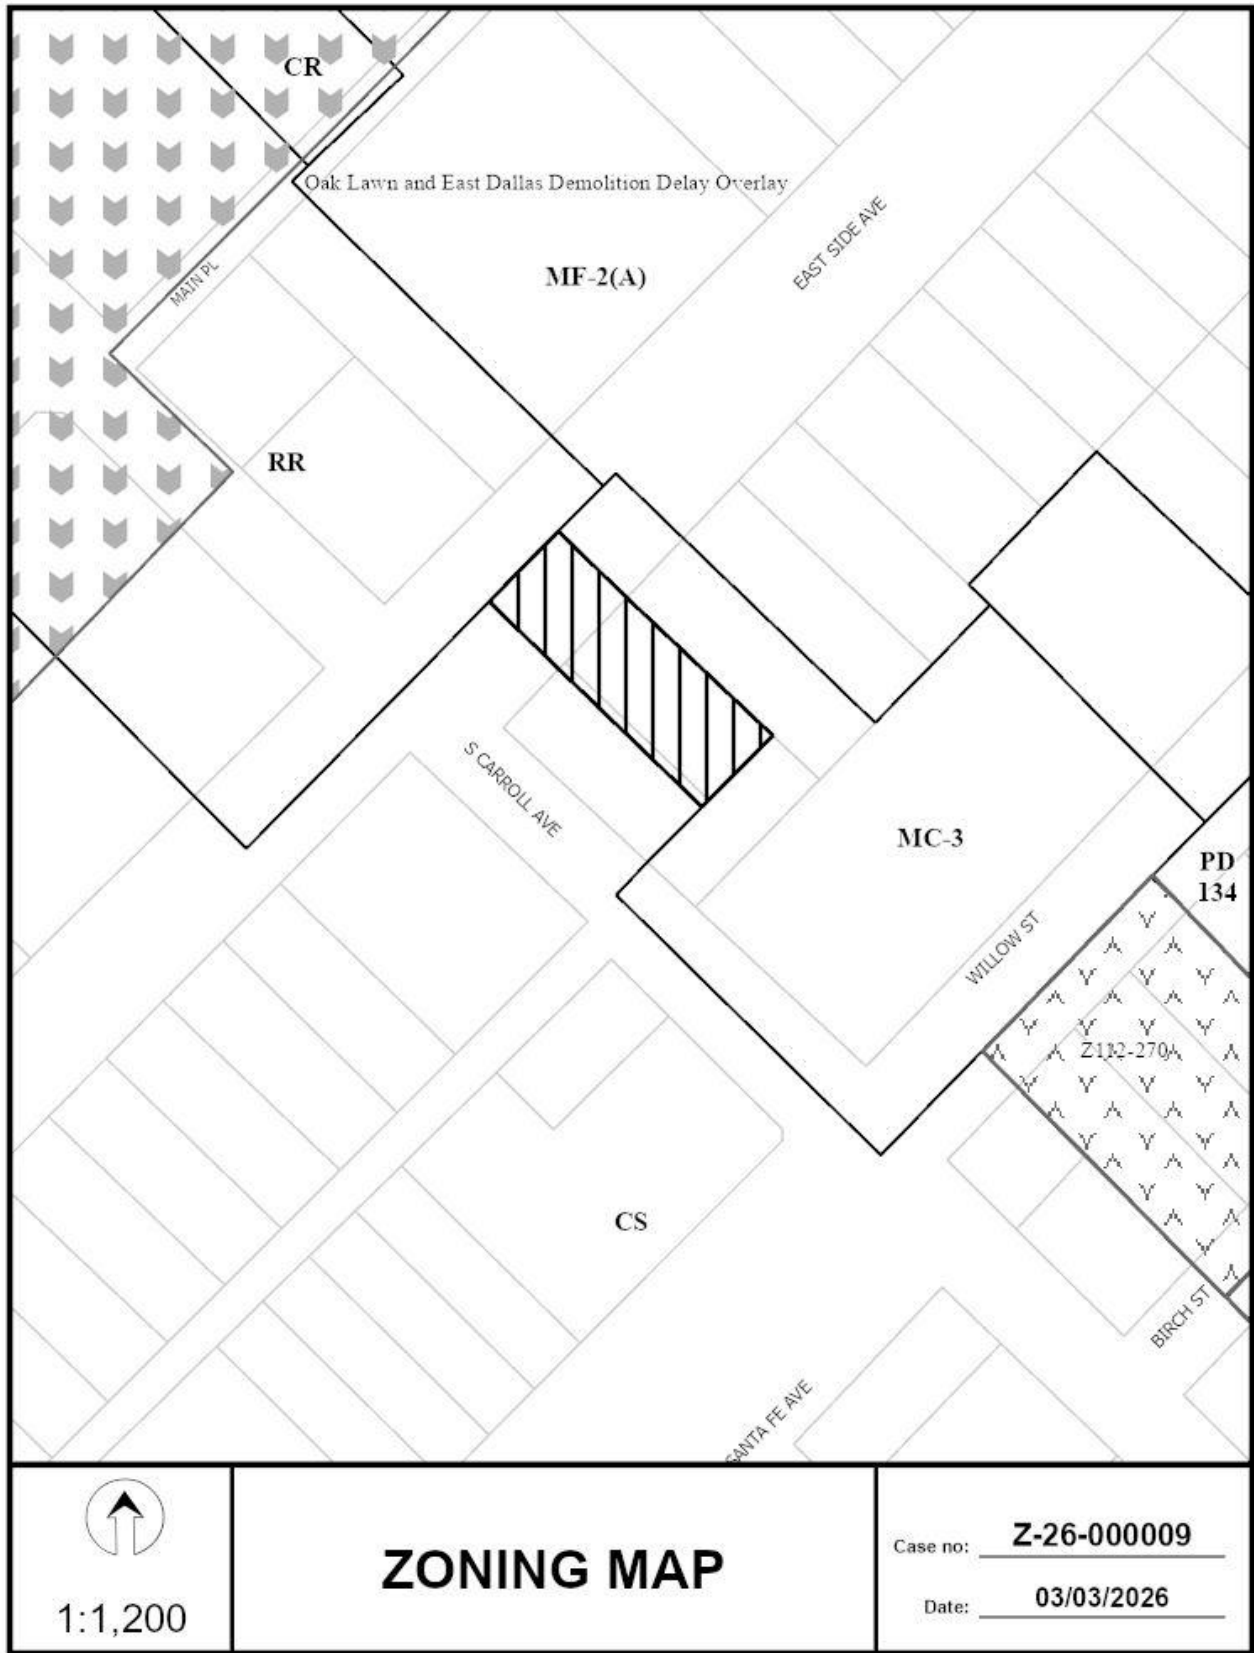 CR
Oak Lawn and East Dallas Demolition Delay Overlay
EAST SIDE AVE
MAIN PL
MF-2(A)
RR
S CARROLL AVE
MC-3
PD
134
WILLOW ST
Z112-270
CS
BIRCH ST
SANTA FE AVE
1:1,200
ZONING MAP
Case no: Z-26-000009
Date: 03/03/2026